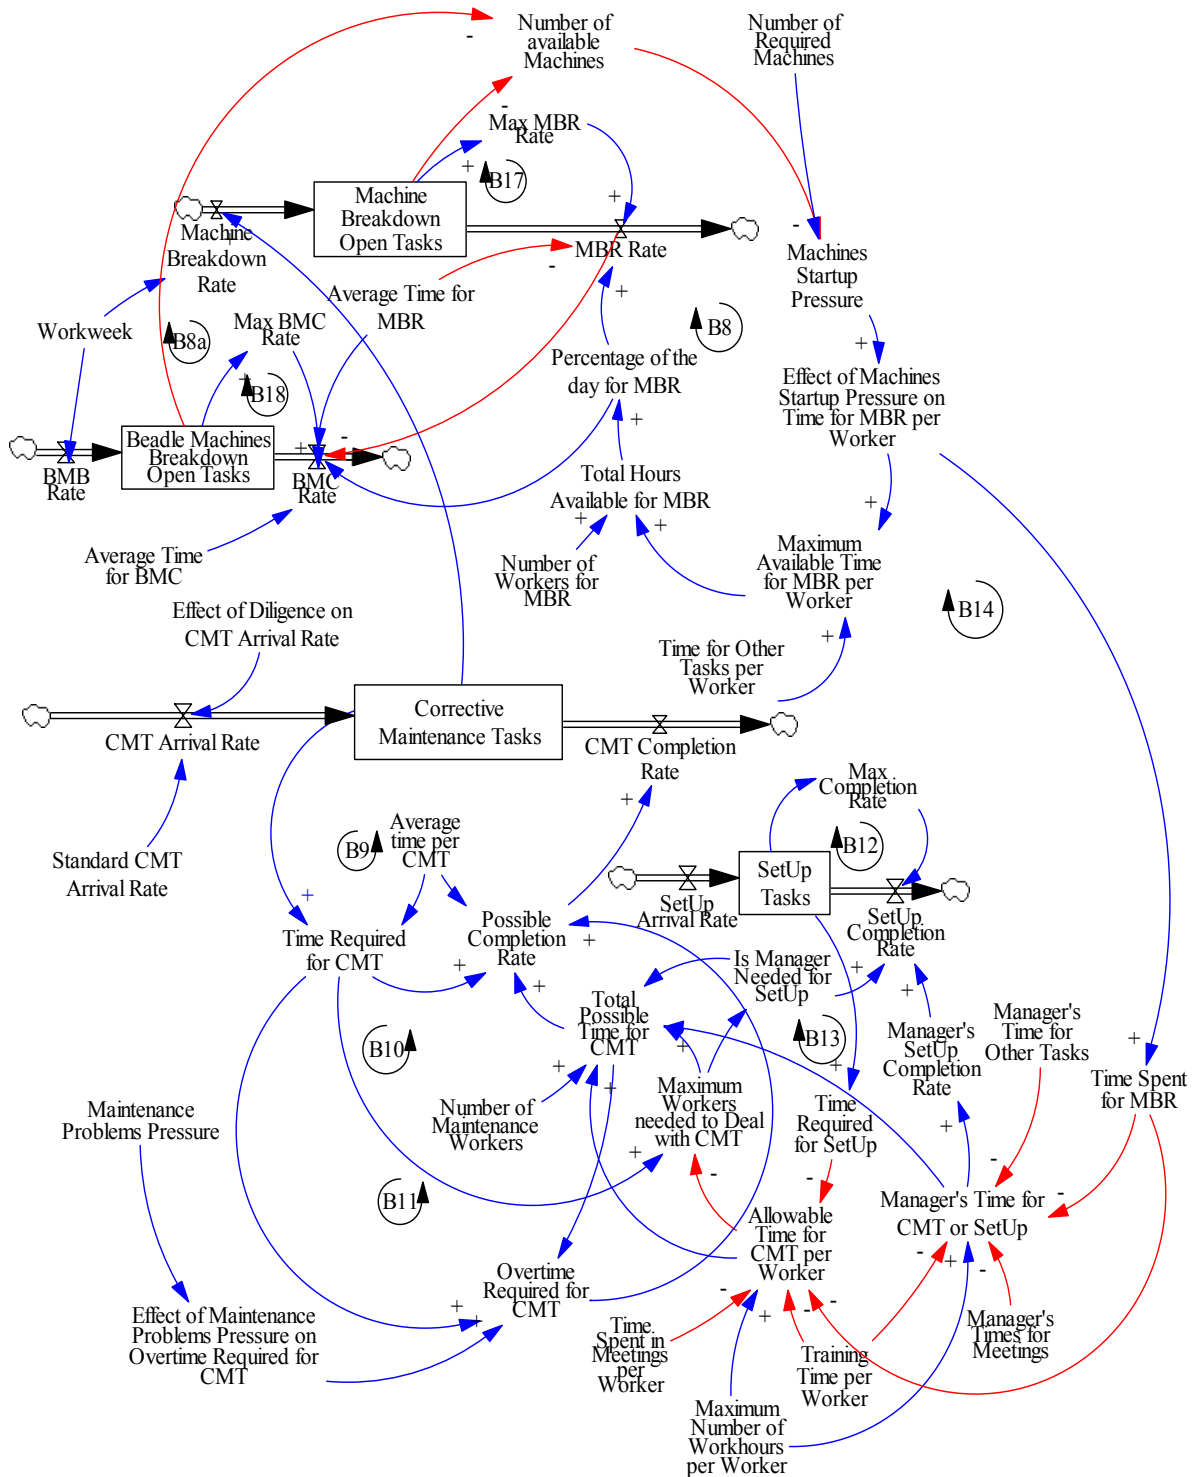 Number of
available
Machines
Number of
Required
Machines
-
-
Max MBR
Rate
+
B17
Machine
Breakdown
Open Tasks
+
Machine
Breakdown
Rate
+
MBR Rate
-
-
Machines
Startup
Pressure
Average Time for
MBR
+
Workweek
B8a
Max BMC
Rate
B8
+
Percentage of the
day for MBR
Effect of Machines
Startup Pressure on
Time for MBR per
Worker
+
B18
+
Beadle Machines
Breakdown
Open Tasks
+
-
BMB
Rate
BMC
Rate
Total Hours
Available for MBR
+
+
+
Average Time
for BMC
Number of
Workers for
MBR
Maximum
Available Time
for MBR per
Worker
B14
Effect of Diligence on
CMT Arrival Rate
+
Time for Other
Tasks per
Worker
Corrective
Maintenance Tasks
CMT Arrival Rate
CMT Completion
Rate
+
Max
Completion
Rate
Standard CMT
Arrival Rate
B9
Average
time per
CMT
B12
SetUp
Tasks
SetUp
Arrival Rate
SetUp
Completion
Rate
+
Time Required
for CMT
Possible
Completion
Rate
+
+
+
Is Manager
Needed for
SetUp
+
+
Total
Possible
Time for
CMT
B10
B13
+
Manager's
SetUp
Completion
Rate
Manager's
Time for
Other Tasks
+
Time Spent
for MBR
+
+
+
Maximum
Workers
needed to Deal
with CMT
Number of
Maintenance
Workers
Maintenance
Problems Pressure
Time
Required
for SetUp
+
+
-
-
-
-
B11
Manager's Time for
CMT or SetUp
Allowable
Time for
CMT per
Worker
-
+
-
Overtime
Required for
CMT
+
+
-
+
-
-
Effect of Maintenance
Problems Pressure on
Overtime Required for
CMT
Time
Spent in
Meetings
per
Worker
Training
Time per
Worker
Manager's
Times for
Meetings
Maximum
Number of
Workhours
per Worker